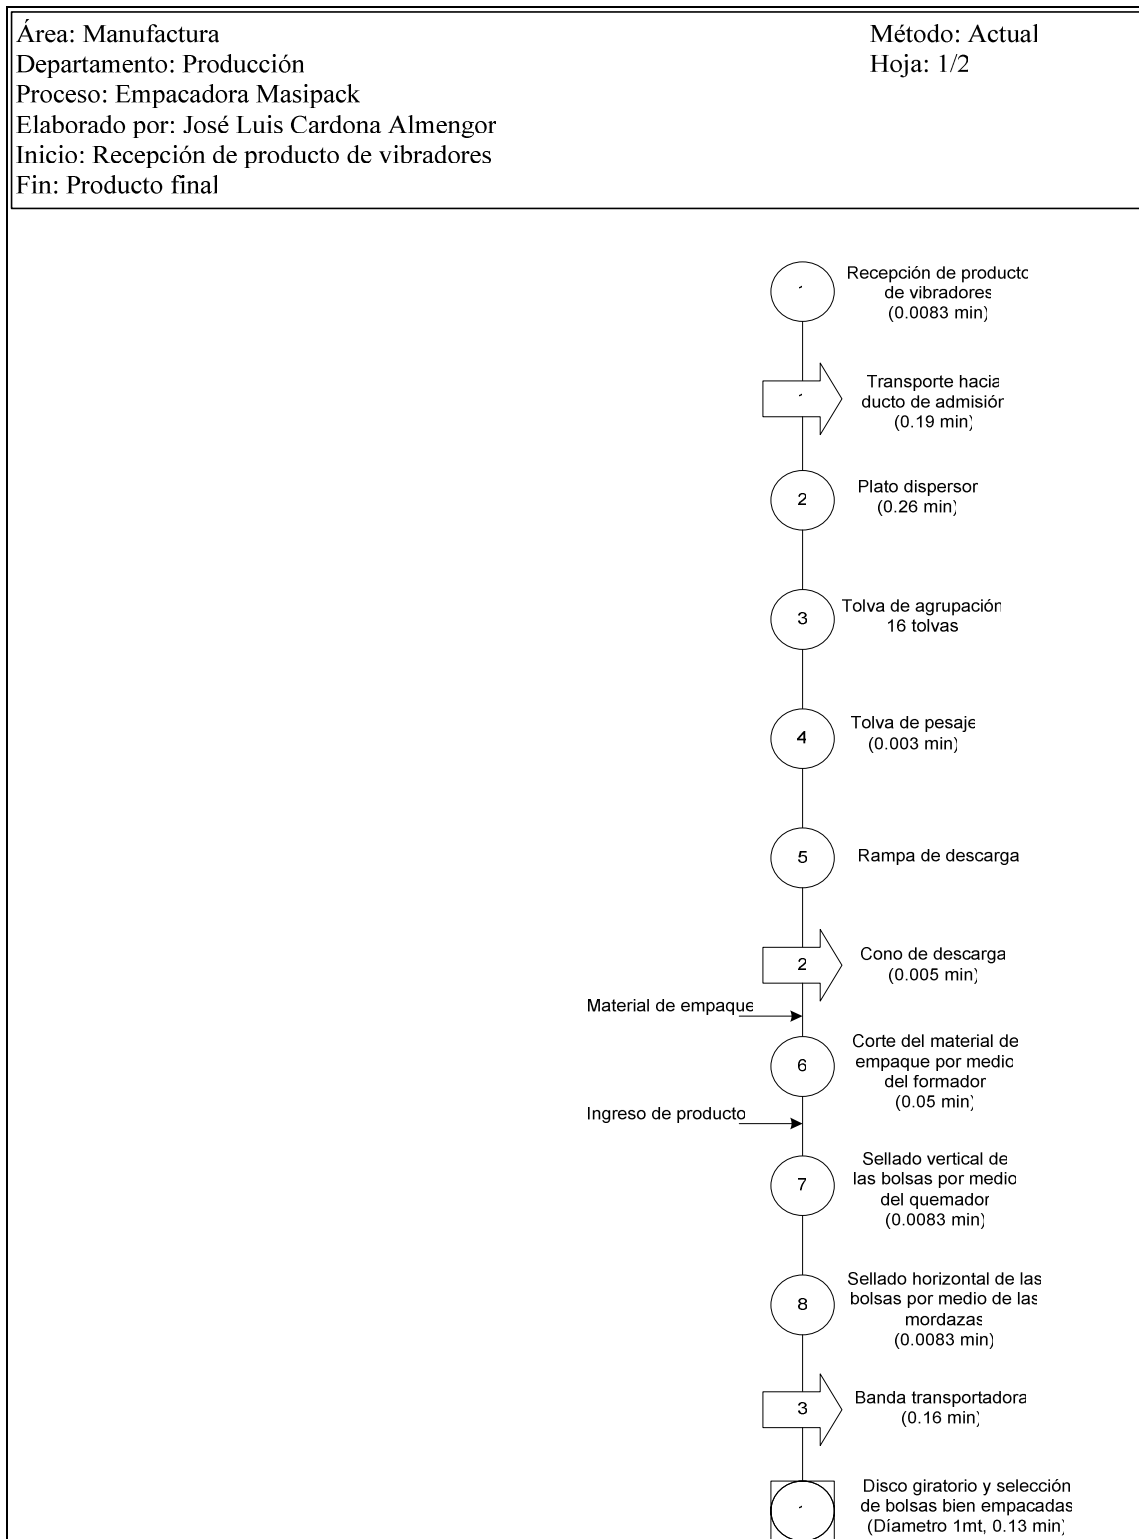 Área: Manufactura
Método: Actual
Departamento: Producción
Hoja: 1/2
Proceso: Empacadora Masipack
Elaborado por: José Luis Cardona Almengor
Inicio: Recepción de producto de vibradores
Fin: Producto final
Recepción de producto
de vibradores
(0.0083 min)
Transporte hacia
ducto de admisión
(0.19 min)
2
Plato dispersor
(0.26 min)
3
Tolva de agrupación
16 tolvas
4
Tolva de pesaje
(0.003 min)
5
Rampa de descarga
2
Cono de descarga
(0.005 min)
Material de empaque
6
Corte del material de
empaque por medio
del formador
(0.05 min)
Ingreso de producto
7
Sellado vertical de
las bolsas por medio
del quemador
(0.0083 min)
8
Sellado horizontal de las
bolsas por medio de las
mordazas
(0.0083 min)
3
Banda transportadora
(0.16 min)
Disco giratorio y selección
de bolsas bien empacadas
(Díametro 1mt, 0.13 min)